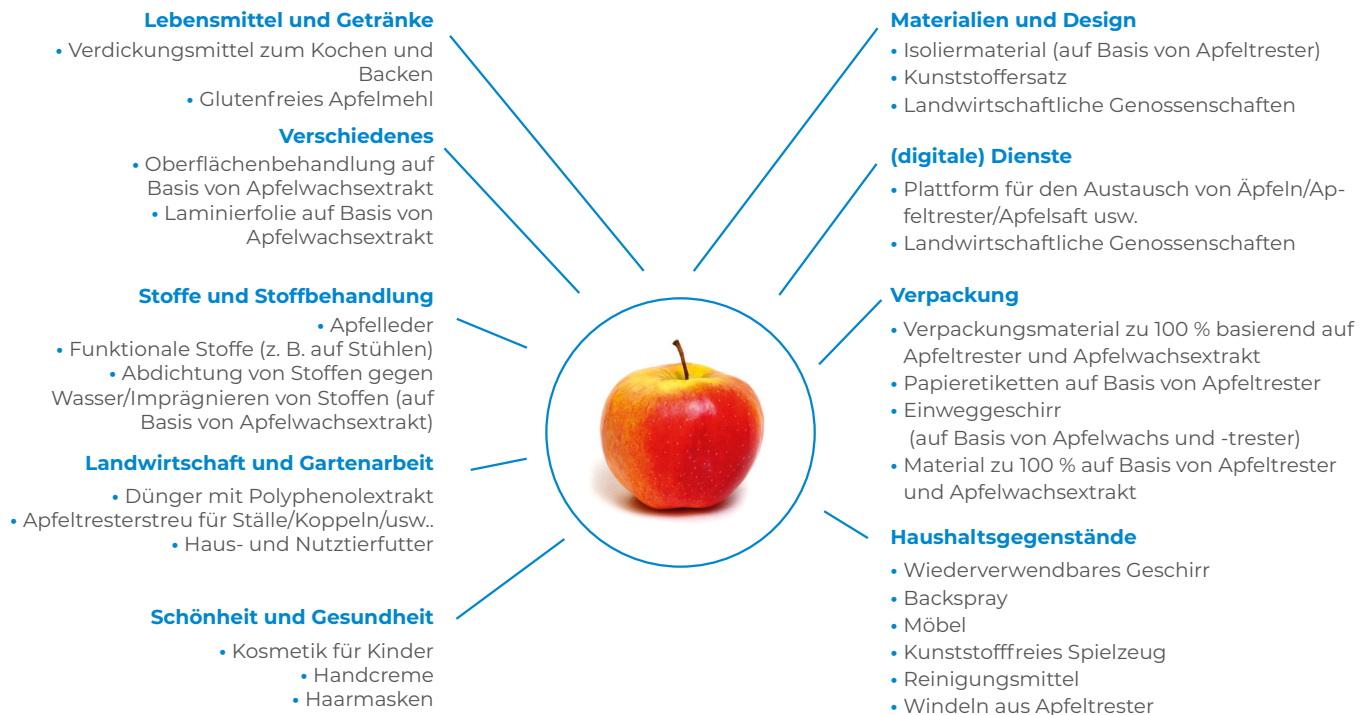 Lebensmittel und Getränke
• Verdickungsmittel zum Kochen und
Backen
• Glutenfreies Apfelmehl
Verschiedenes
• Oberflächenbehandlung auf
Basis von Apfelwachsextrakt
• Laminierfolie auf Basis von
Apfelwachsextrakt
Stoffe und Stoffbehandlung
• Apfelleder
• Funktionale Stoffe (z. B. auf Stühlen)
• Abdichtung von Stoffen gegen
Wasser/Imprägnieren von Stoffen (auf
Basis von Apfelwachsextrakt)
Landwirtschaft und Gartenarbeit
• Dünger mit Polyphenolextrakt
• Apfeltresterstreu für Ställe/Koppeln/usw..
• Haus- und Nutztierfutter
Schönheit und Gesundheit
• Kosmetik für Kinder
• Handcreme
• Haarmasken
Materialien und Design
• Isoliermaterial (auf Basis von Apfeltrester)
• Kunststoffersatz
• Landwirtschaftliche Genossenschaften
(digitale) Dienste
• Plattform für den Austausch von Äpfeln/Ap-
feltrester/Apfelsaft usw.
• Landwirtschaftliche Genossenschaften
Verpackung
• Verpackungsmaterial zu 100 % basierend auf
Apfeltrester und Apfelwachsextrakt
• Papieretiketten auf Basis von Apfeltrester
• Einweggeschirr
(auf Basis von Apfelwachs und -trester)
• Material zu 100 % auf Basis von Apfeltrester
und Apfelwachsextrakt
Haushaltsgegenstände
• Wiederverwendbares Geschirr
• Backspray
• Möbel
• Kunststofffreies Spielzeug
• Reinigungsmittel
• Windeln aus Apfeltrester